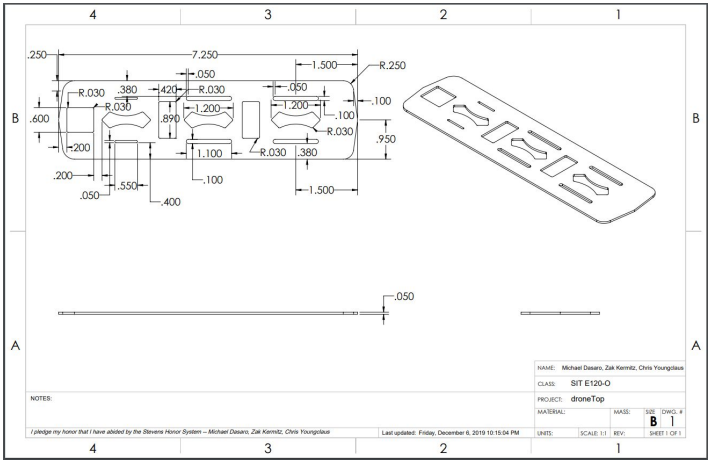 4 3 2 1
.250 7.250
1.500 R.250
.050
R.030 .380 .420 R.030 .050 .100
B R.030 1.200 1.200 B
.600 .890 .100
R.030 .950
.200 R.030 .380
1.100
.200 .100 1.500
.050 .550
.400
.050
A A
NAME: Michael Dasaro, Zak Kermitz, Chris Youngclaus
CLASS: SIT E120-O
NOTES: PROJECT: droneTop
MATERIAL: MASS: SIZE DWG. #
B 1
I pledge my honor that I have abided by the Stevens Honor System -- Michael Dasaro, Zak Kermitz, Chris Youngclaus Last updated: Friday, December 6, 2019 10:15:04 PM UNITS: SCALE: 1:1 REV: SHEET 1 OF 1
4 3 2 1